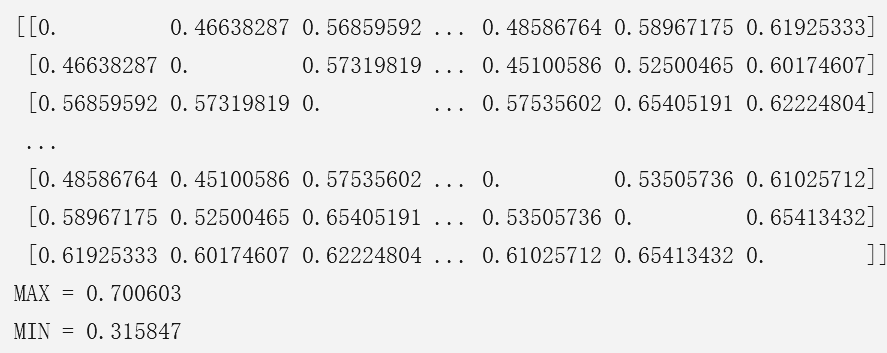 [[0.         0.46638287 0.56859592 ... 0.48586764 0.58967175 0.61925333]
 [0.46638287 0.         0.57319819 ... 0.45100586 0.52500465 0.60174607]
 [0.56859592 0.57319819 0.         ... 0.57535602 0.65405191 0.62224804]
 ...
 [0.48586764 0.45100586 0.57535602 ... 0.         0.53505736 0.61025712]
 [0.58967175 0.52500465 0.65405191 ... 0.53505736 0.         0.65413432]
 [0.61925333 0.60174607 0.62224804 ... 0.61025712 0.65413432 0.        ]]
MAX = 0.700603
MIN = 0.315847